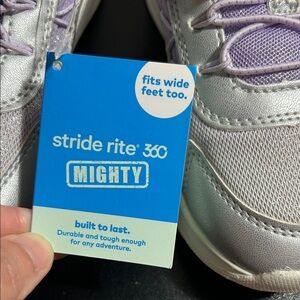 fits wide
feet too.
stride rite® 360
MIGHTY
built to last.
Durable and tough enough
for any adventure.